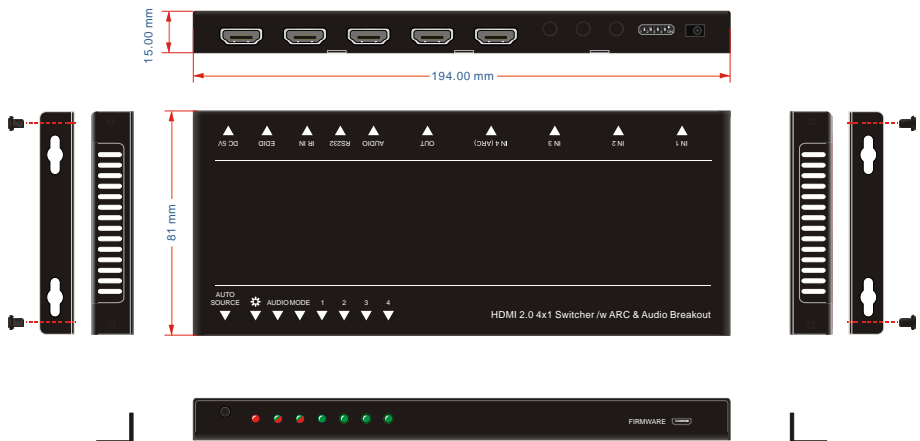 15.00 mm
194.00 mm
DC 5V EDID IR IN RS232 AUDIO OUT IN 4 (ARC) IN 3 IN 2 IN 1
81 mm
AUTO
SOURCE AUDIO MODE 1 2 3 4
HDMI 2.0 4x1 Switcher /w ARC & Audio Breakout
FIRMWARE